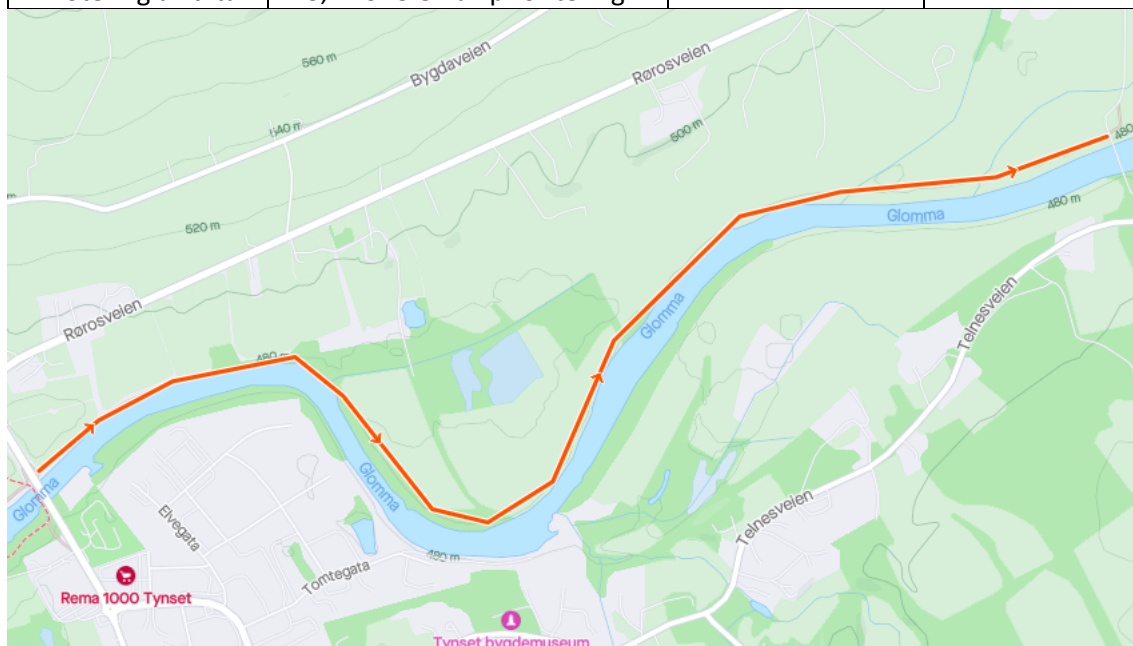 560 m
Bygdaveien
Rørosveien
540 m
500 m
480
m
Glomma
480 m
520 m
Rørosveien
Glomma
Telnesveien
480 m
Glomma
Glomma
Elvegata
Telnesveien
480 m
Tomtegata
Rema 1000 Tynset
Tynset bygdemuseum